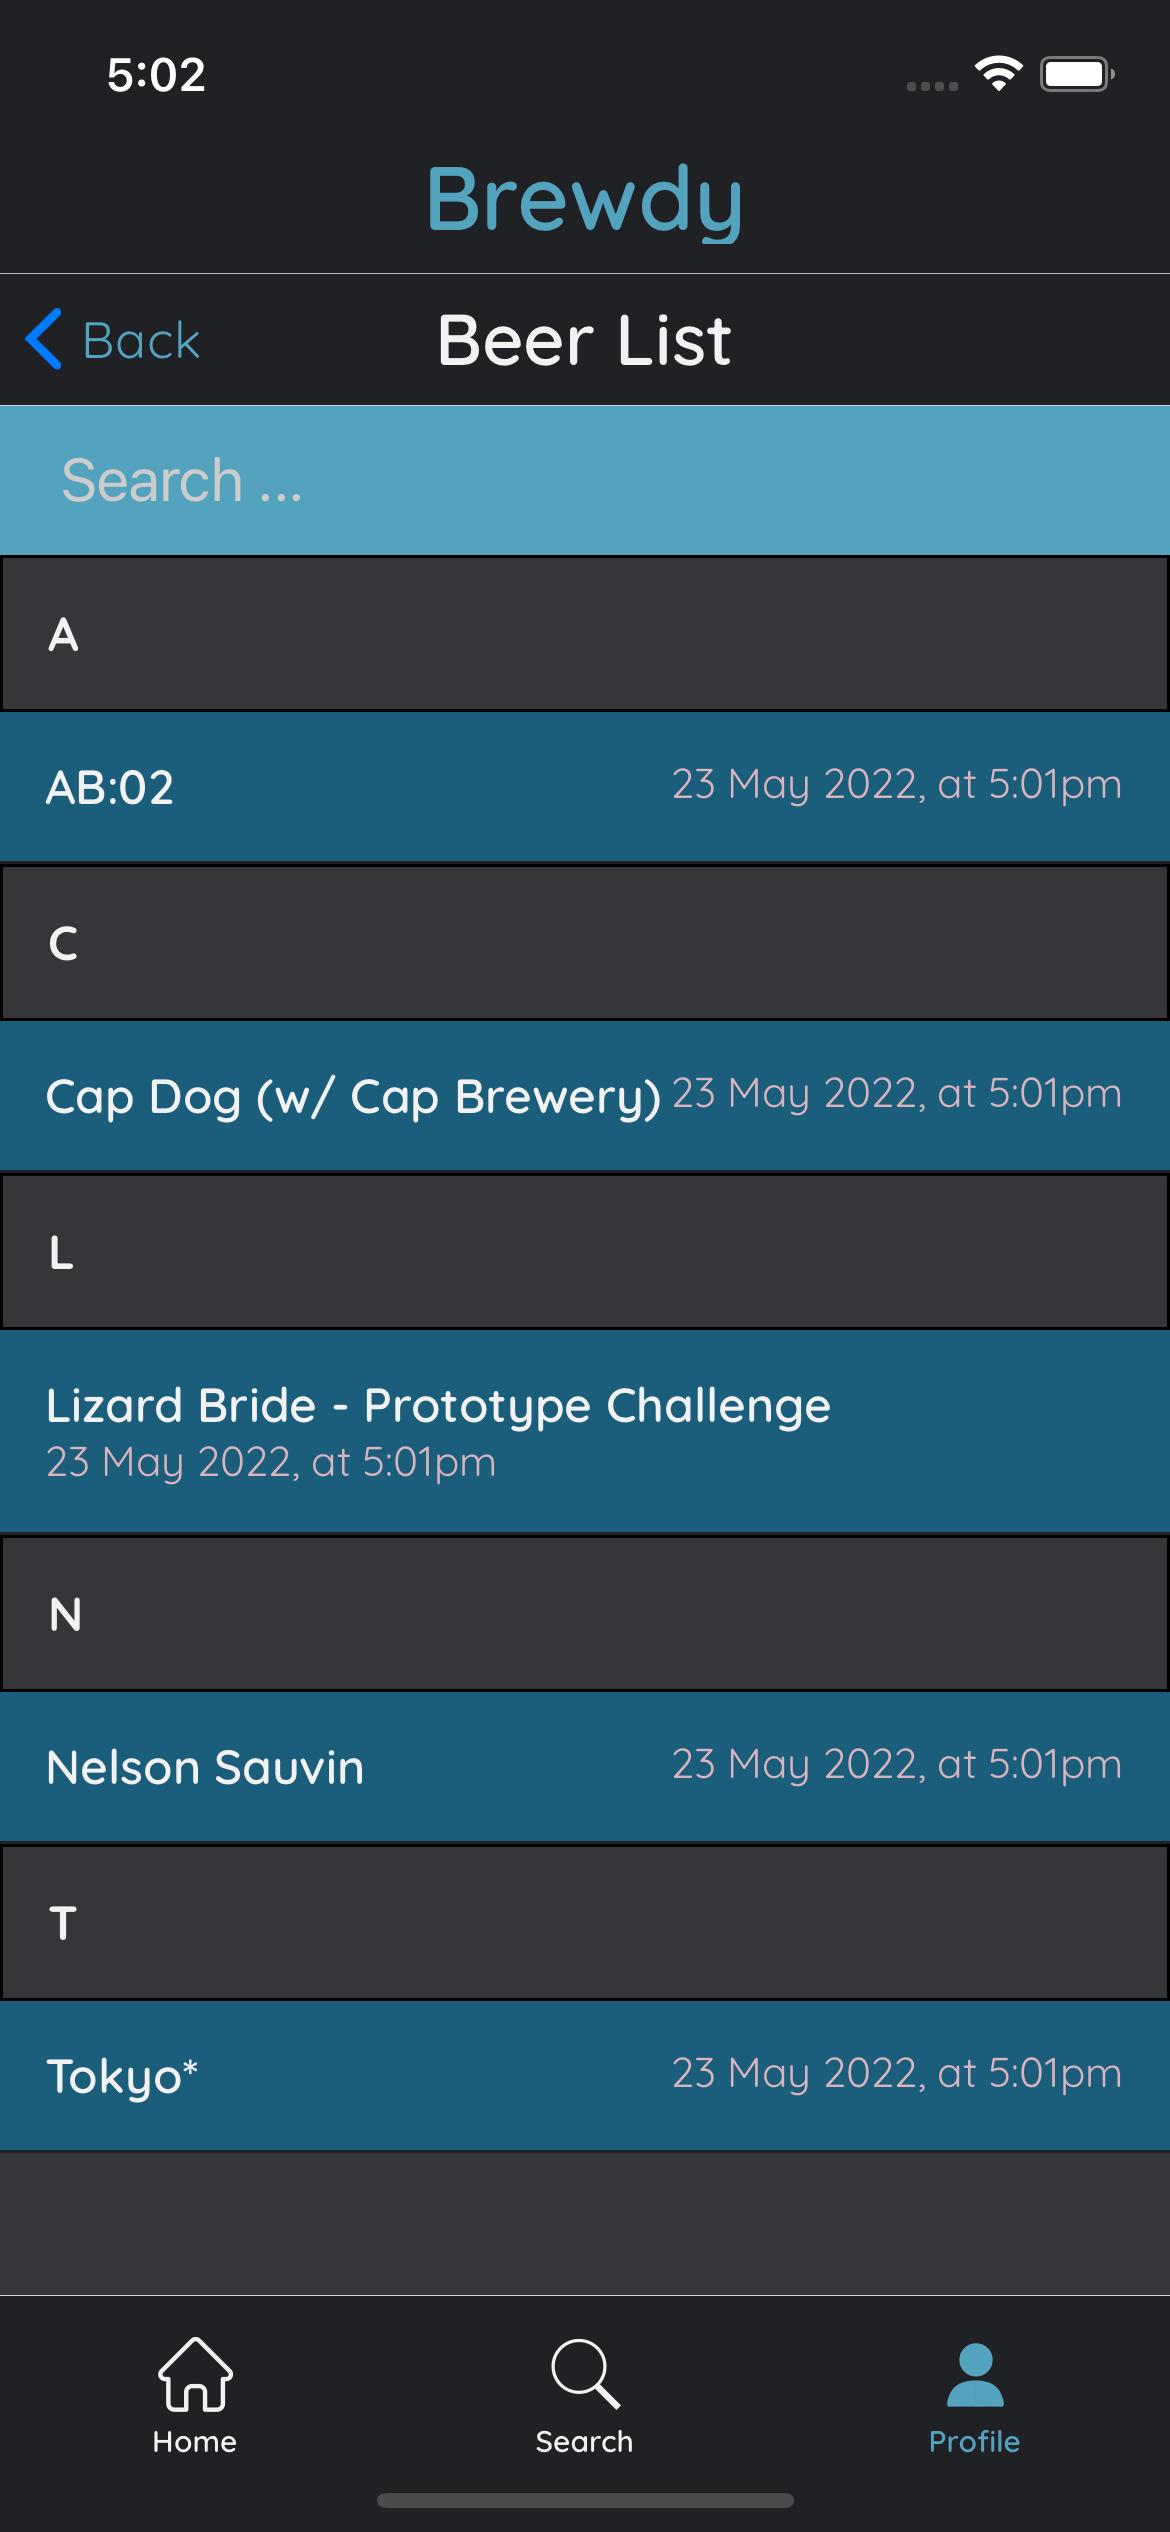 5:02
Brewdy
Back
Beer List
Search ...
A
AB:02 23 May 2022, at 5:01pm
C
Cap Dog (w/ Cap Brewery) 23 May 2022, at 5:01pm
L
Lizard Bride - Prototype Challenge
23 May 2022, at 5:01pm
N
Nelson Sauvin 23 May 2022, at 5:01pm
T
Tokyo* 23 May 2022, at 5:01pm
Home
Search
Profile